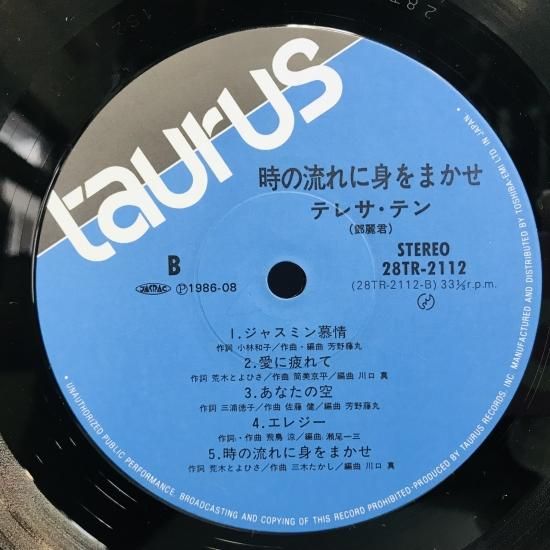 taurus
時の流れに身をまかせ
テレサ・テン
(鄧麗君)
B
STEREO
28TR-2112
JASRAC ℗1986-08
(28TR-2112-B) 33⅓r.p.m.
1.ジャスミン慕情
作詞 小林和子/作曲・編曲 芳野藤丸
2.愛に疲れて
作詞 荒木とよひさ/作曲 筒美京平/編曲 川口 真
3.あなたの空
作詞 三浦徳子/作曲 佐藤 健/編曲 芳野藤丸
4.エレジー
作詞・作曲 飛鳥 涼/編曲 瀬尾一三
5.時の流れに身をまかせ
作詞 荒木とよひさ/作曲 三木たかし/編曲 川口 真
・UNAUTHORIZED PUBLIC PERFORMANCE, BROADCASTING AND COPYING OF THIS RECORD PROHIBITED・PRODUCED BY TAURUS RECORDS, INC. MANUFACTURED AND DISTRIBUTED BY TOSHIBA-EMI LTD IN JAPAN.